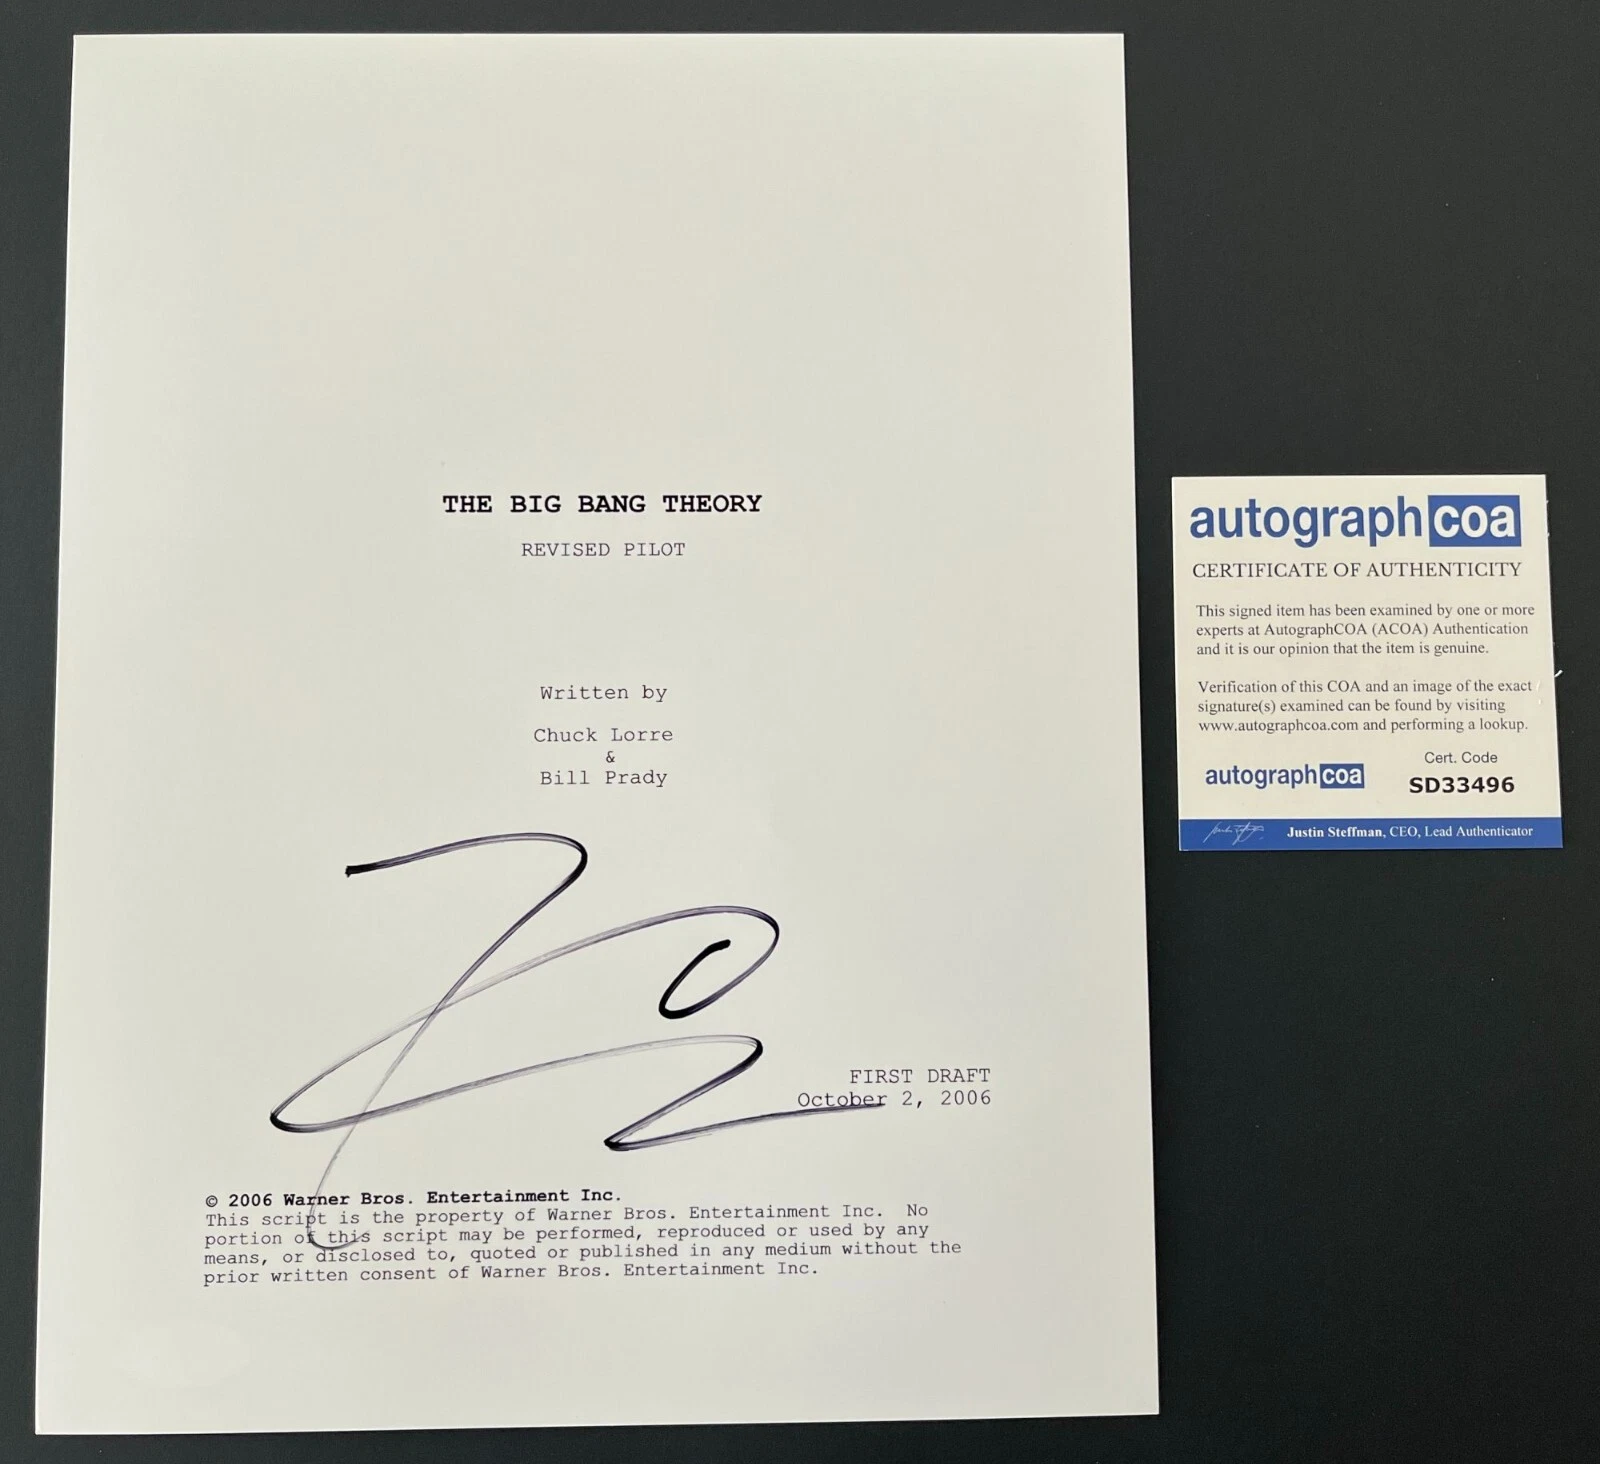 THE BIG BANG THEORY
REVISED PILOT
Written by
Chuck Lorre
&
Bill Prady
FIRST DRAFT
October 2, 2006
© 2006 Warner Bros. Entertainment Inc.
This script is the property of Warner Bros. Entertainment Inc. No
portion of this script may be performed, reproduced or used by any
means, or disclosed to, quoted or published in any medium without the
prior written consent of Warner Bros. Entertainment Inc.
autograph coa
CERTIFICATE OF AUTHENTICITY
This signed item has been examined by one or more
experts at AutographCOA (ACOA) Authentication
and it is our opinion that the item is genuine.
Verification of this COA and an image of the exact
signature(s) examined can be found by visiting
www.autographcoa.com and performing a lookup.
Cert. Code
autograph coa SD33496
Justin Steffman, CEO, Lead Authenticator